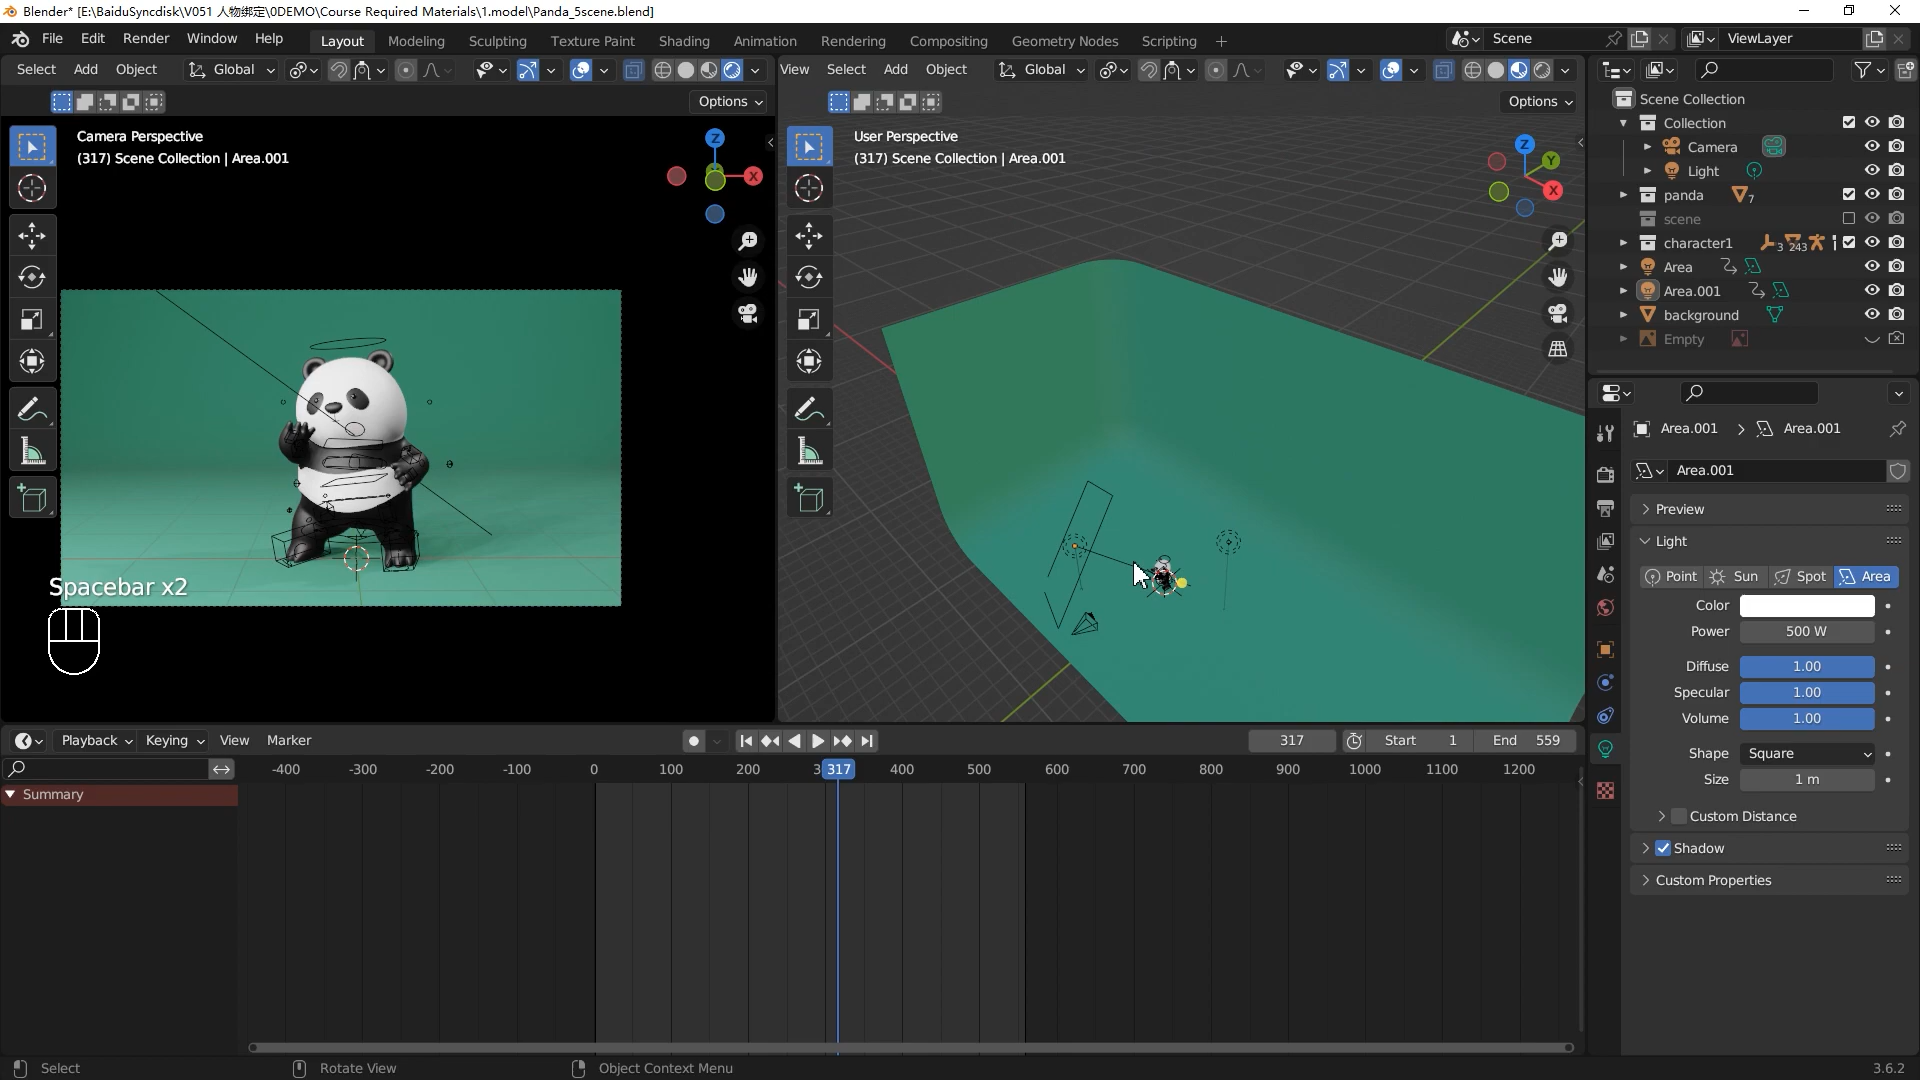 Blender* [E:\BaiduSyncdisk\V051 人物绑定\0DEMO\Course Required Materials\1.model\Panda_5scene.blend]
File Edit Render Window Help Layout Modeling Sculpting Texture Paint Shading Animation Rendering Compositing Geometry Nodes Scripting + Scene ViewLayer
Select Add Object Global View Select Add Object Global
Options Options
Scene Collection
Collection
Camera
Light
panda 7
scene
character1 3 243
Area
Area.001
background
Empty
Camera Perspective
(317) Scene Collection | Area.001
Z
X
User Perspective
(317) Scene Collection | Area.001
Z
Y
X
Spacebar x2
Area.001 > Area.001
Area.001
Preview
Light
Point Sun Spot Area
Color
Power 500 W
Diffuse 1.00
Specular 1.00
Volume 1.00
Shape Square
Size 1 m
Custom Distance
Shadow
Custom Properties
Playback Keying View Marker 317 Start 1 End 559
-400 -300 -200 -100 0 100 200 3 317 400 500 600 700 800 900 1000 1100 1200
Summary
Select Rotate View Object Context Menu 3.6.2